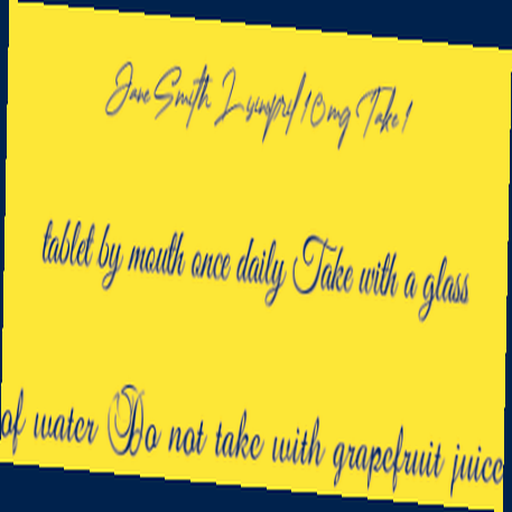 Jane Smith Lisinopril 10mg Take 1
tablet by mouth once daily Take with a glass
of water Do not take with grapefruit juice